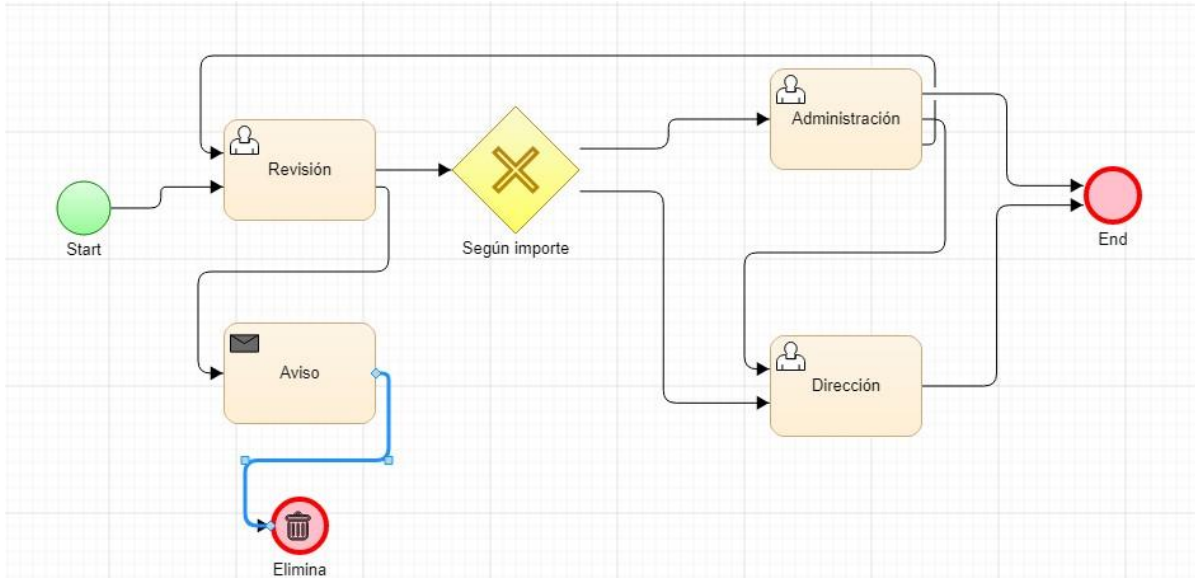 Administración
Revisión
Start
Según importe
End
Aviso
Dirección
Elimina